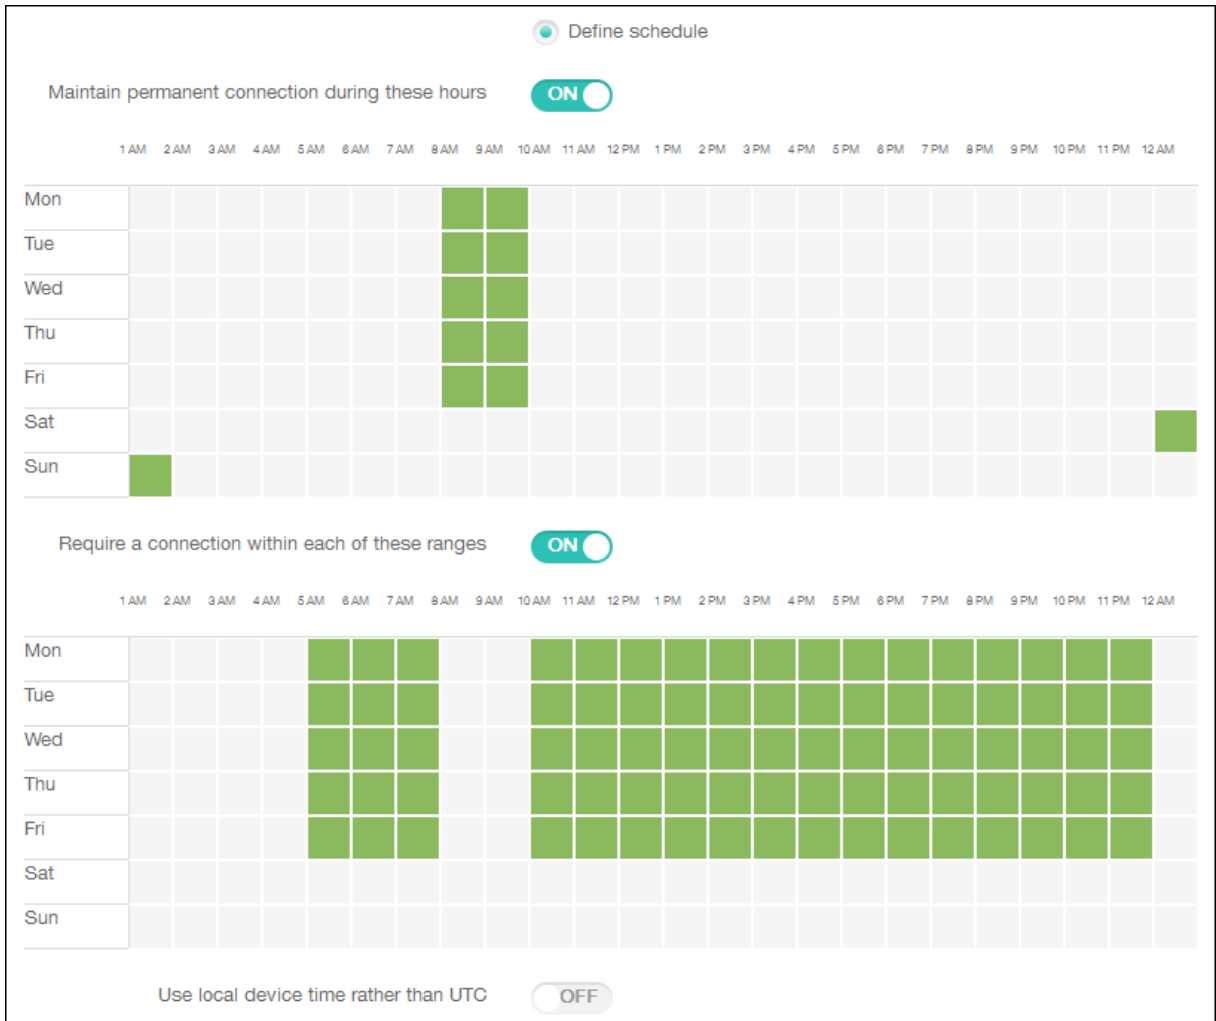 Define schedule
Maintain permanent connection during these hours ON
1 AM 2 AM 3 AM 4 AM 5 AM 6 AM 7 AM 8 AM 9 AM 10 AM 11 AM 12 PM 1 PM 2 PM 3 PM 4 PM 5 PM 6 PM 7 PM 8 PM 9 PM 10 PM 11 PM 12 AM
Mon
Tue
Wed
Thu
Fri
Sat
Sun
Require a connection within each of these ranges ON
1 AM 2 AM 3 AM 4 AM 5 AM 6 AM 7 AM 8 AM 9 AM 10 AM 11 AM 12 PM 1 PM 2 PM 3 PM 4 PM 5 PM 6 PM 7 PM 8 PM 9 PM 10 PM 11 PM 12 AM
Mon
Tue
Wed
Thu
Fri
Sat
Sun
Use local device time rather than UTC OFF